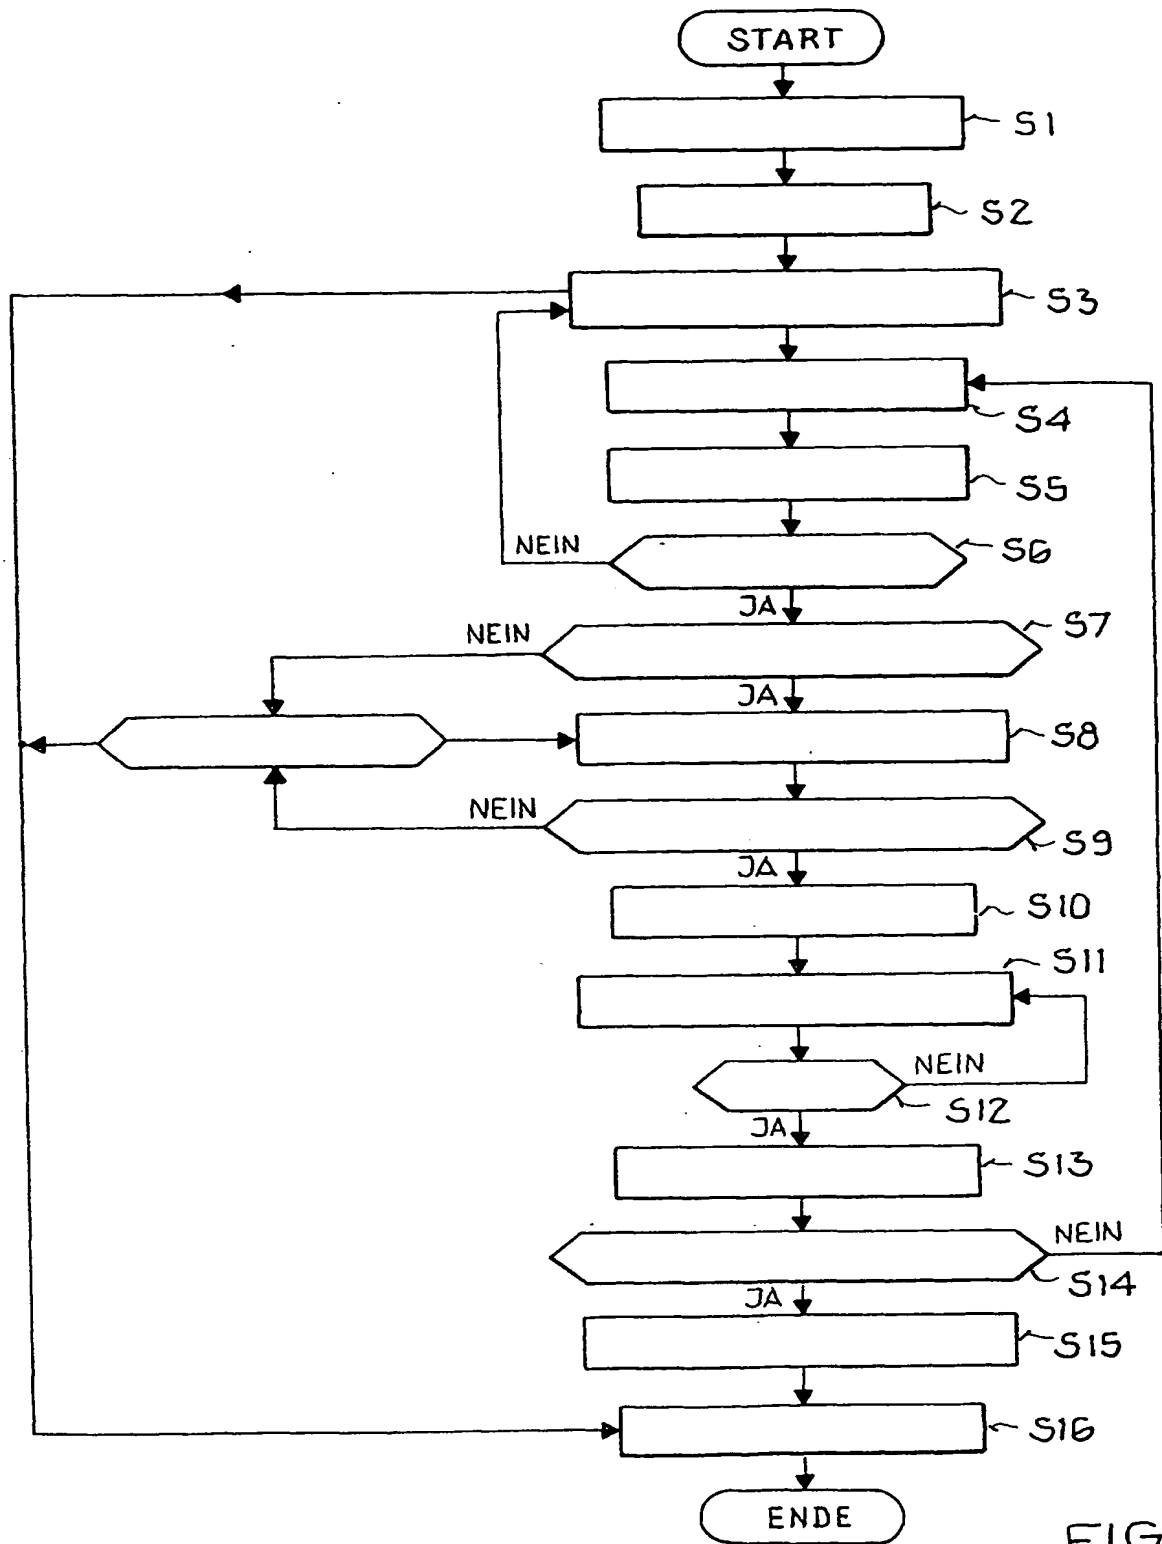 START
S1
S2
S3
S4
S5
NEIN
S6
JA
NEIN
S7
JA
S8
NEIN
S9
JA
S10
S11
NEIN
S12
JA
S13
NEIN
S14
JA
S15
S16
ENDE
FIG